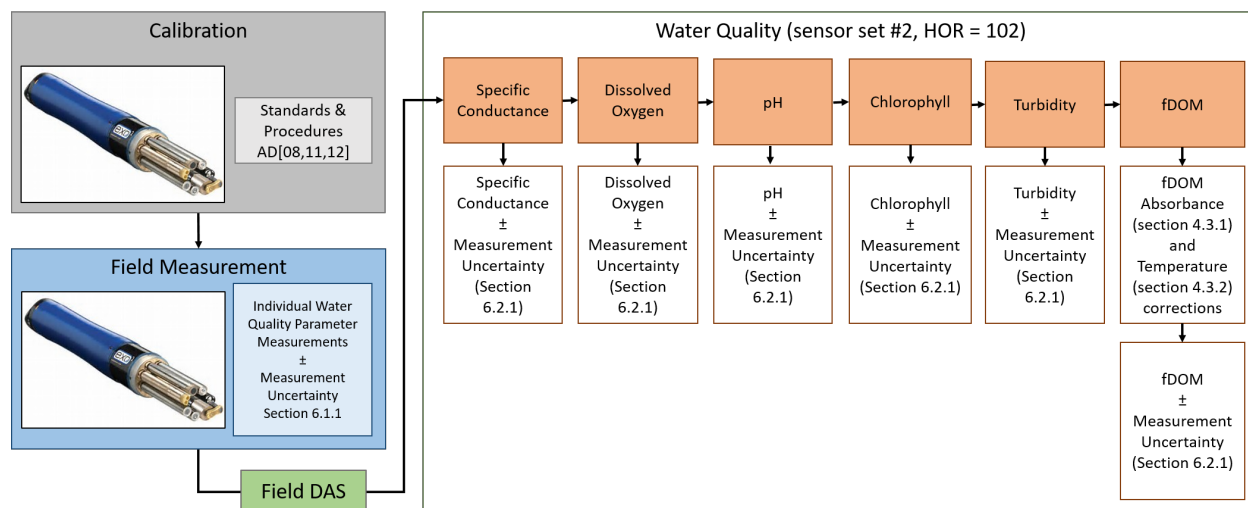 Calibration
exo
Standards &
Procedures
AD[08,11,12]
Field Measurement
exo
Individual Water
Quality Parameter
Measurements
±
Measurement
Uncertainty
Section 6.1.1
Field DAS
Water Quality (sensor set #2, HOR = 102)
Specific
Conductance
Dissolved
Oxygen
pH
Chlorophyll
Turbidity
fDOM
Specific
Conductance
±
Measurement
Uncertainty
(Section
6.2.1)
Dissolved
Oxygen
±
Measurement
Uncertainty
(Section
6.2.1)
pH
±
Measurement
Uncertainty
(Section
6.2.1)
Chlorophyll
±
Measurement
Uncertainty
(Section 6.2.1)
Turbidity
±
Measurement
Uncertainty
(Section
6.2.1)
fDOM
Absorbance
(section 4.3.1)
and
Temperature
(section 4.3.2)
corrections
fDOM
±
Measurement
Uncertainty
(Section 6.2.1)